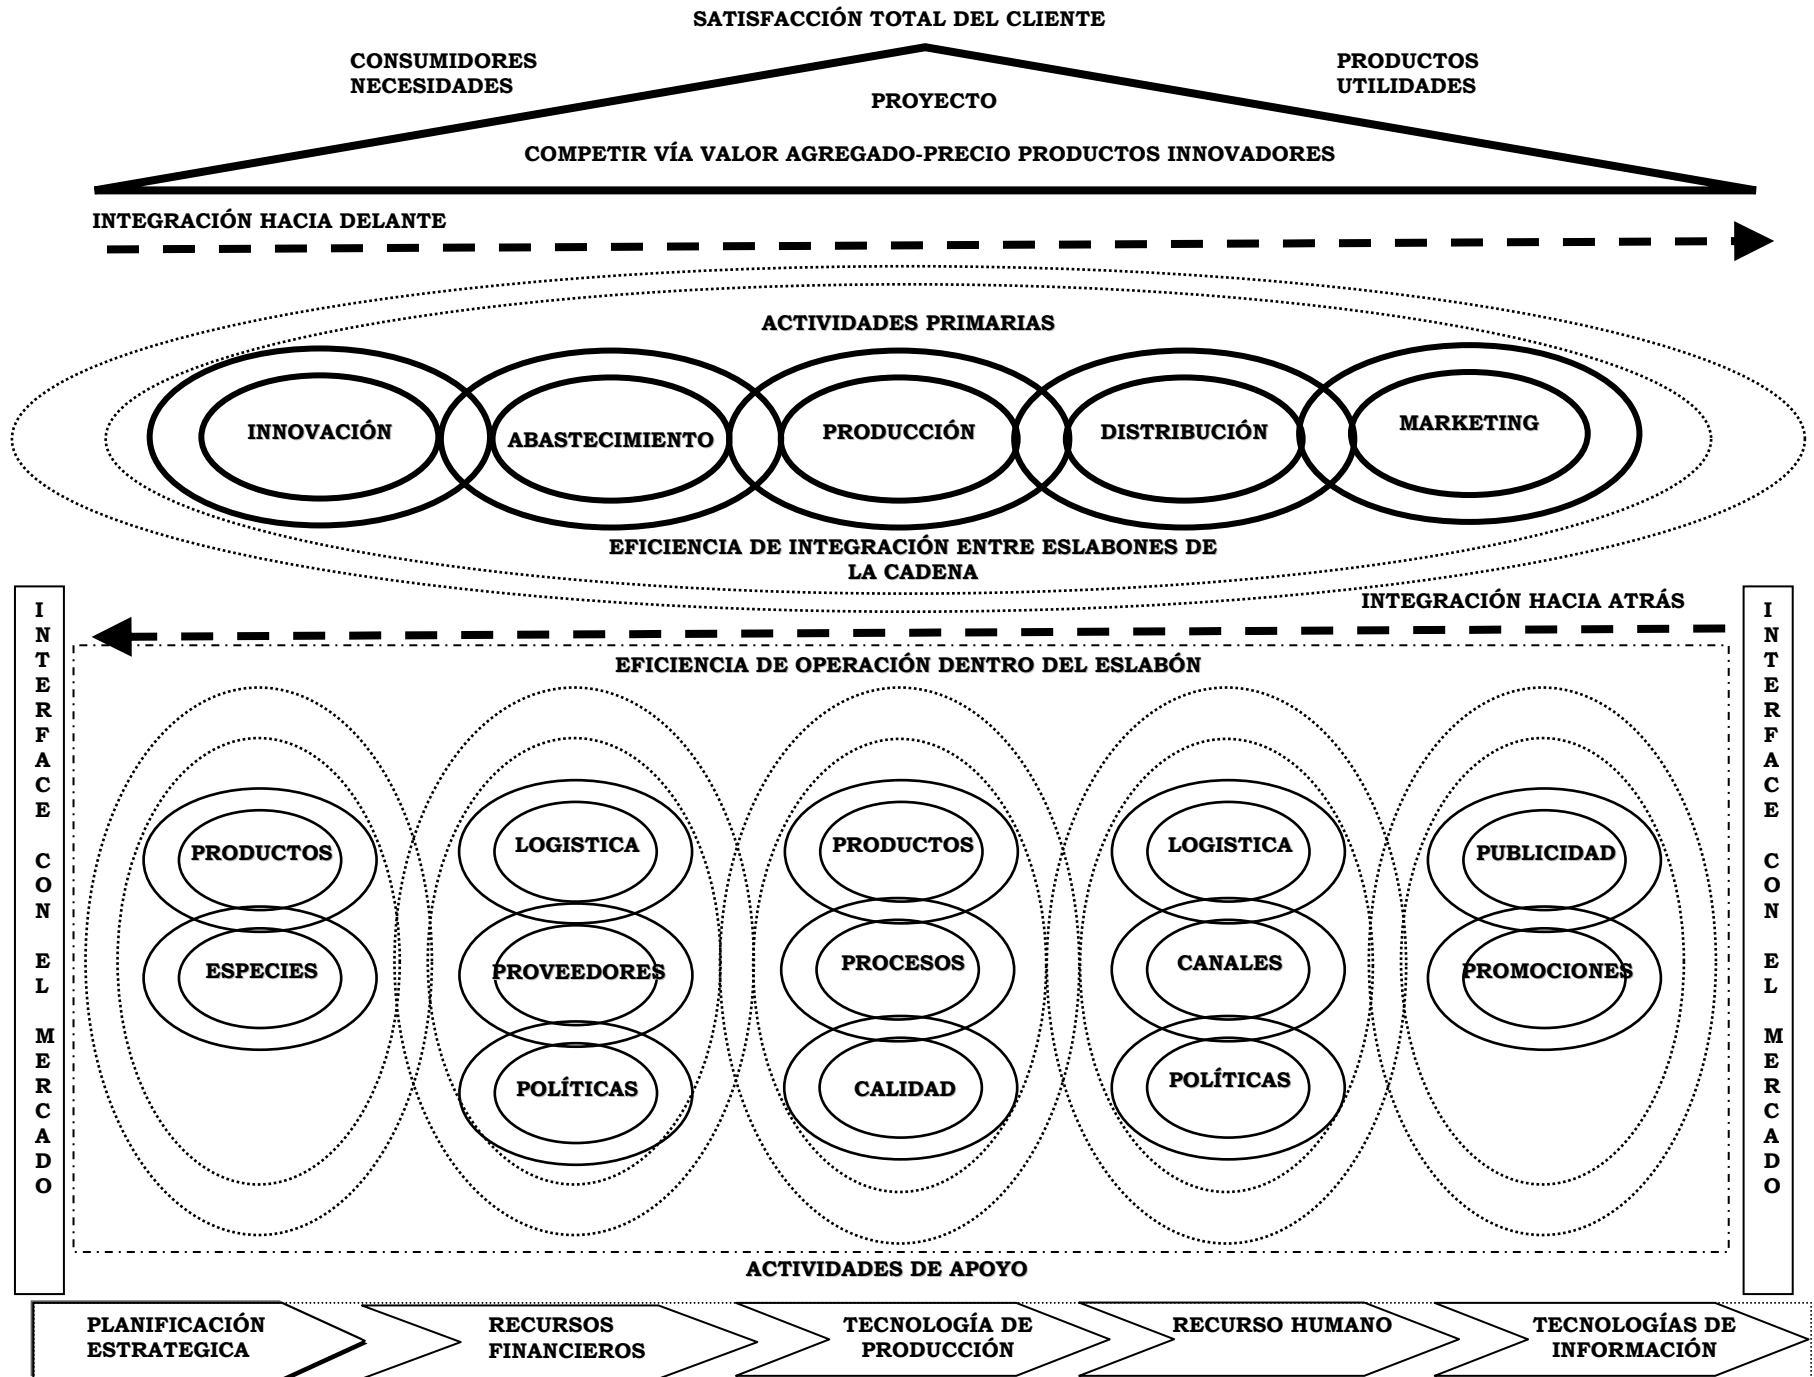 SATISFACCIÓN TOTAL DEL CLIENTE
CONSUMIDORES
NECESIDADES
PRODUCTOS
UTILIDADES
PROYECTO
COMPETIR VÍA VALOR AGREGADO-PRECIO PRODUCTOS INNOVADORES
INTEGRACIÓN HACIA DELANTE
ACTIVIDADES PRIMARIAS
INNOVACIÓN
ABASTECIMIENTO
PRODUCCIÓN
DISTRIBUCIÓN
MARKETING
EFICIENCIA DE INTEGRACIÓN ENTRE ESLABONES DE
LA CADENA
INTEGRACIÓN HACIA ATRÁS
INTERFACE CON EL MERCADO
EFICIENCIA DE OPERACIÓN DENTRO DEL ESLABÓN
PRODUCTOS
ESPECIES
LOGISTICA
PROVEEDORES
POLÍTICAS
PRODUCTOS
PROCESOS
CALIDAD
LOGISTICA
CANALES
POLÍTICAS
PUBLICIDAD
PROMOCIONES
INTERFACE CON EL MERCADO
ACTIVIDADES DE APOYO
PLANIFICACIÓN
ESTRATEGICA
RECURSOS
FINANCIEROS
TECNOLOGÍA DE
PRODUCCIÓN
RECURSO HUMANO
TECNOLOGÍAS DE
INFORMACIÓN